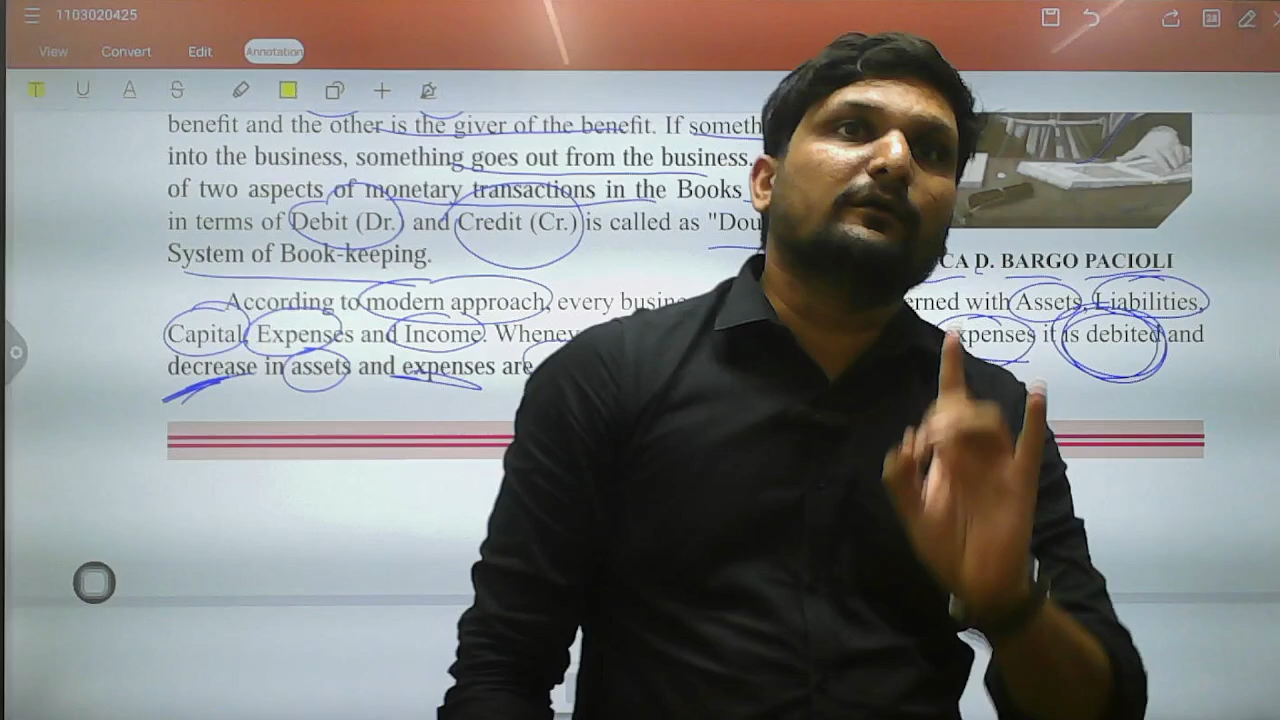 1103020425
View Convert Edit Annotation
T U A S
28
benefit and the other is the giver of the benefit. If someth
into the business, something goes out from the business.
of two aspects of monetary transactions in the Books
in terms of Debit (Dr.) and Credit (Cr.) is called as "Dou
System of Book-keeping.
CA D. BARGO PACIOLI
According to modern approach, every busine erned with Assets, Liabilities,
Capital, Expenses and Income. Whenev xpenses it is debited and
decrease in assets and expenses are